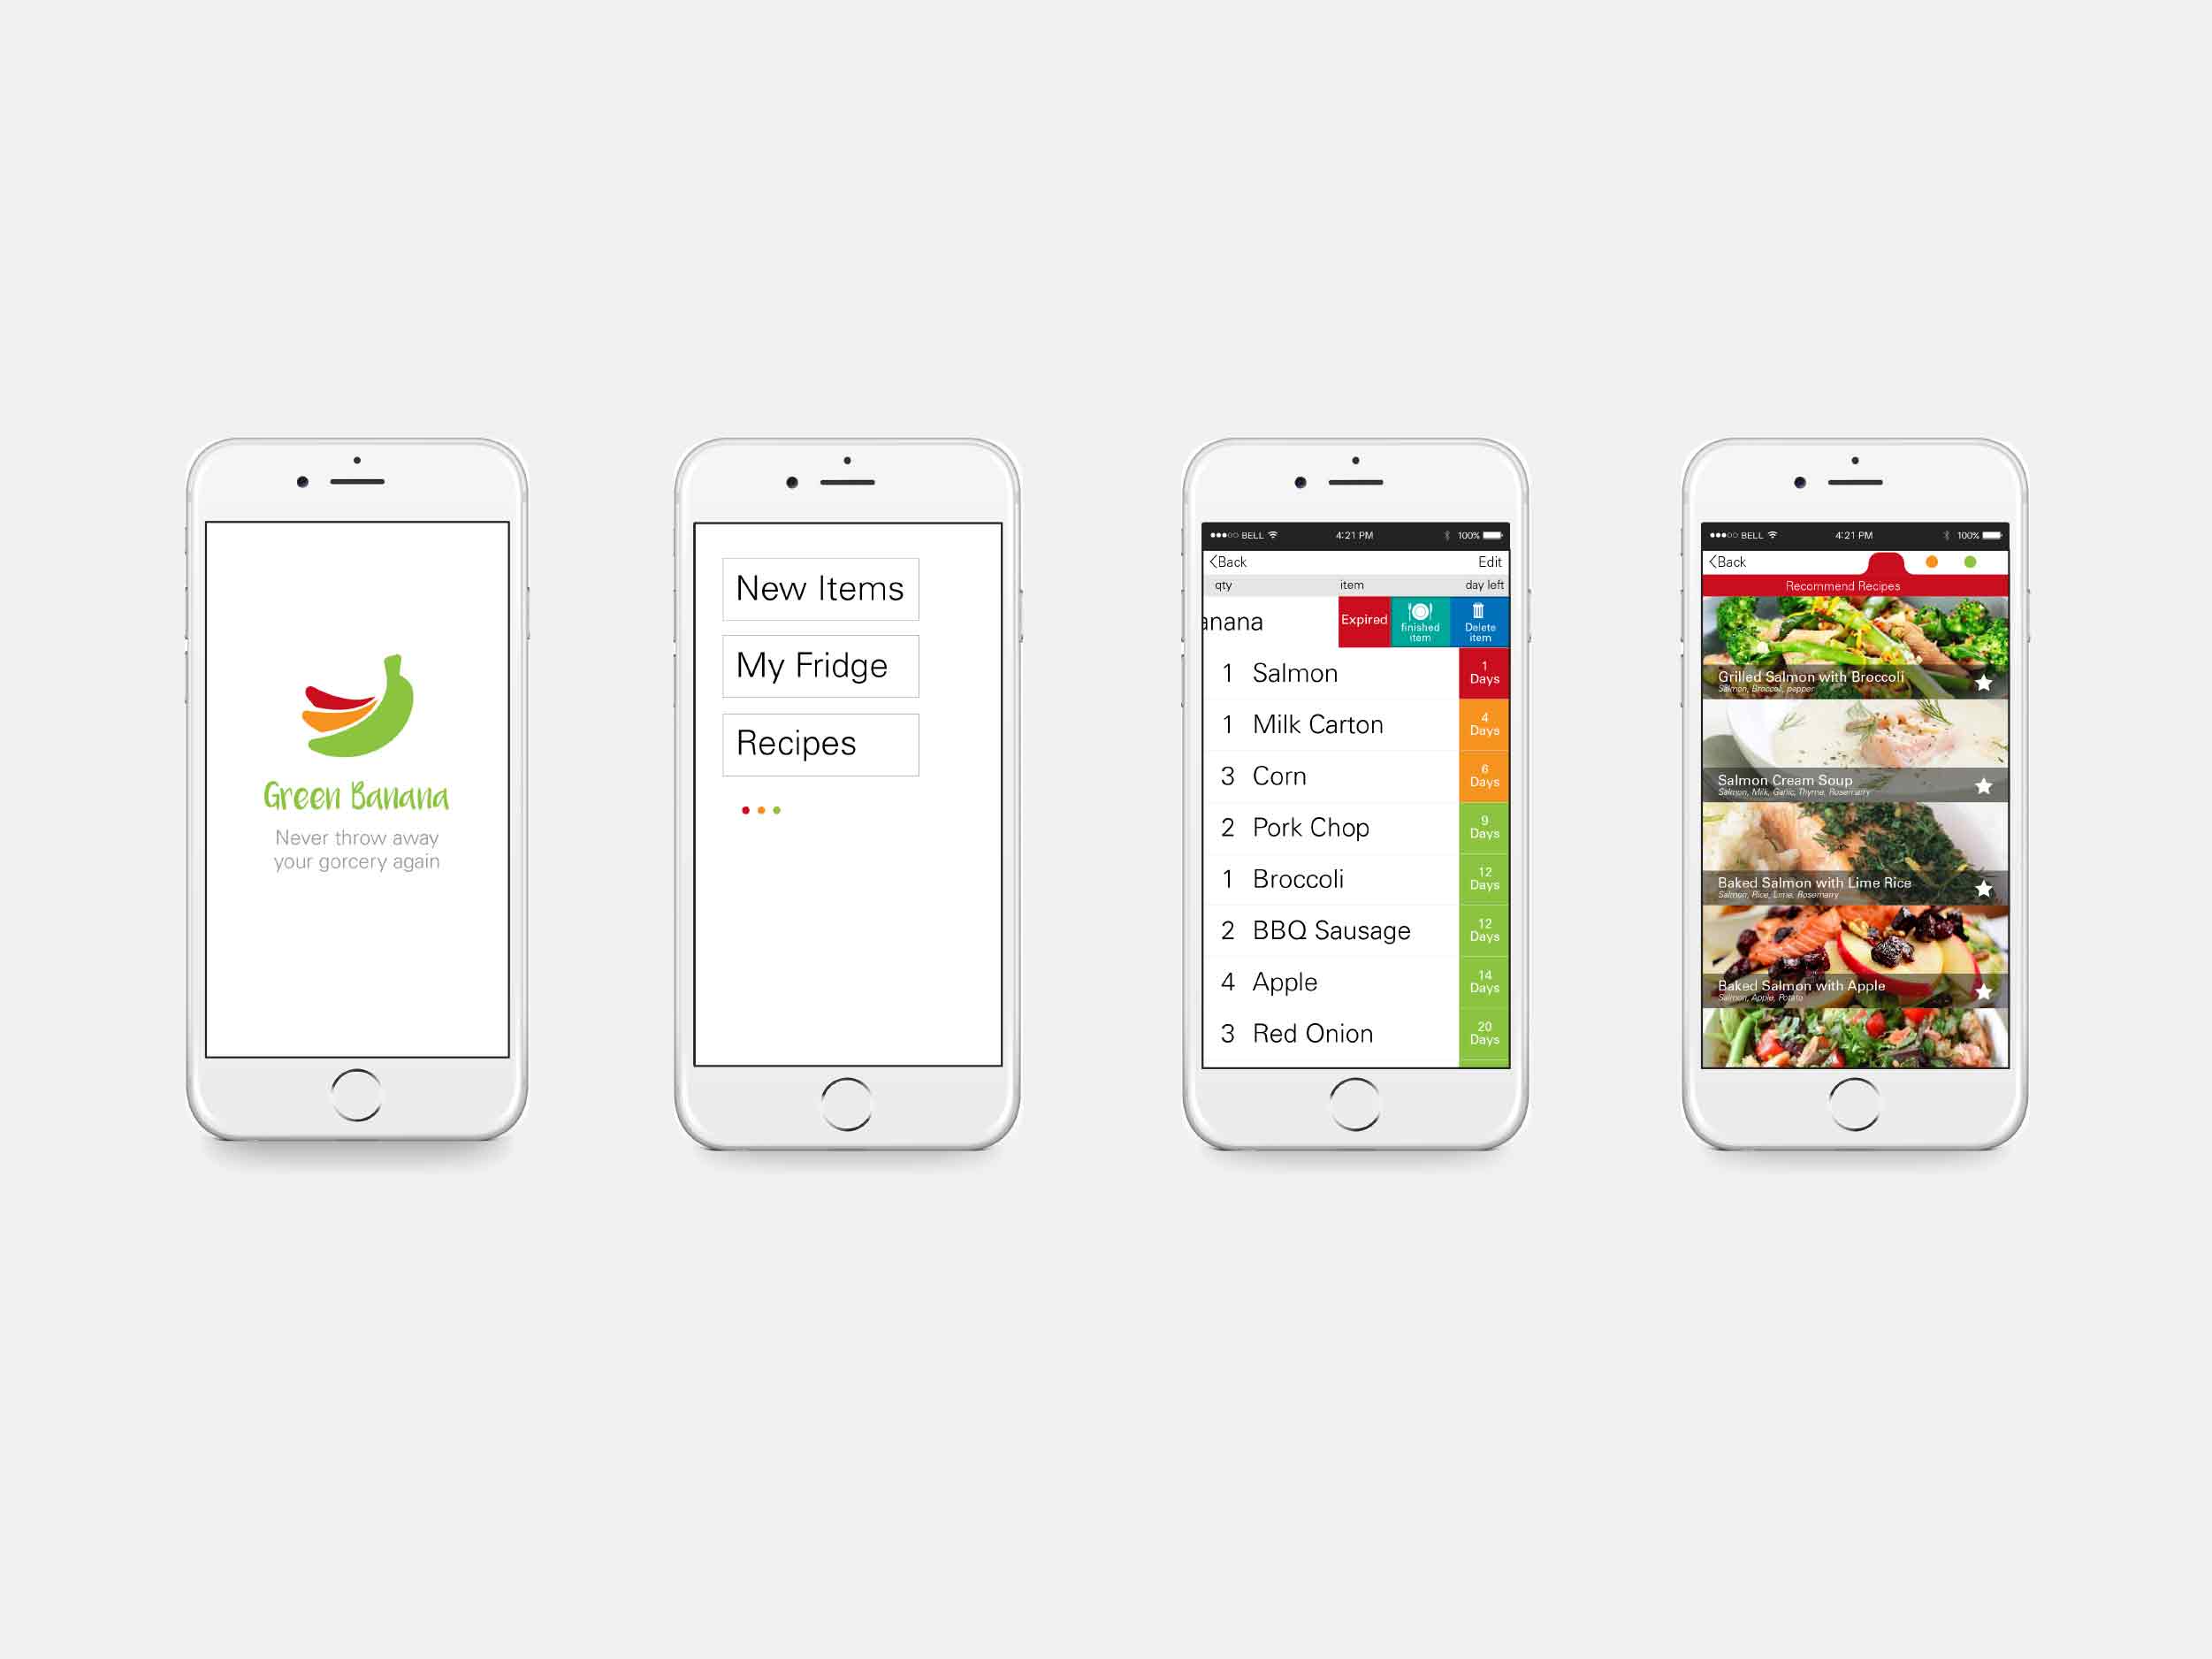 Green Banana
Never throw away
your gorcery again
New Items
My Fridge
Recipes
BELL 4:21 PM 100%
<Back Edit
qty item day left
anana Expired finished item Delete item
1 Salmon 1 Days
1 Milk Carton 4 Days
3 Corn 6 Days
2 Pork Chop 9 Days
1 Broccoli 12 Days
2 BBQ Sausage 12 Days
4 Apple 14 Days
3 Red Onion 20 Days
BELL 4:21 PM 100%
<Back
Recommend Recipes
Grilled Salmon with Broccoli
Salmon, Broccoli, pepper
Salmon Cream Soup
Salmon, Milk, Garlic, Thyme, Rosemarry
Baked Salmon with Lime Rice
Salmon, Rice, Lime, Rosemarry
Baked Salmon with Apple
Salmon, Apple, Potato